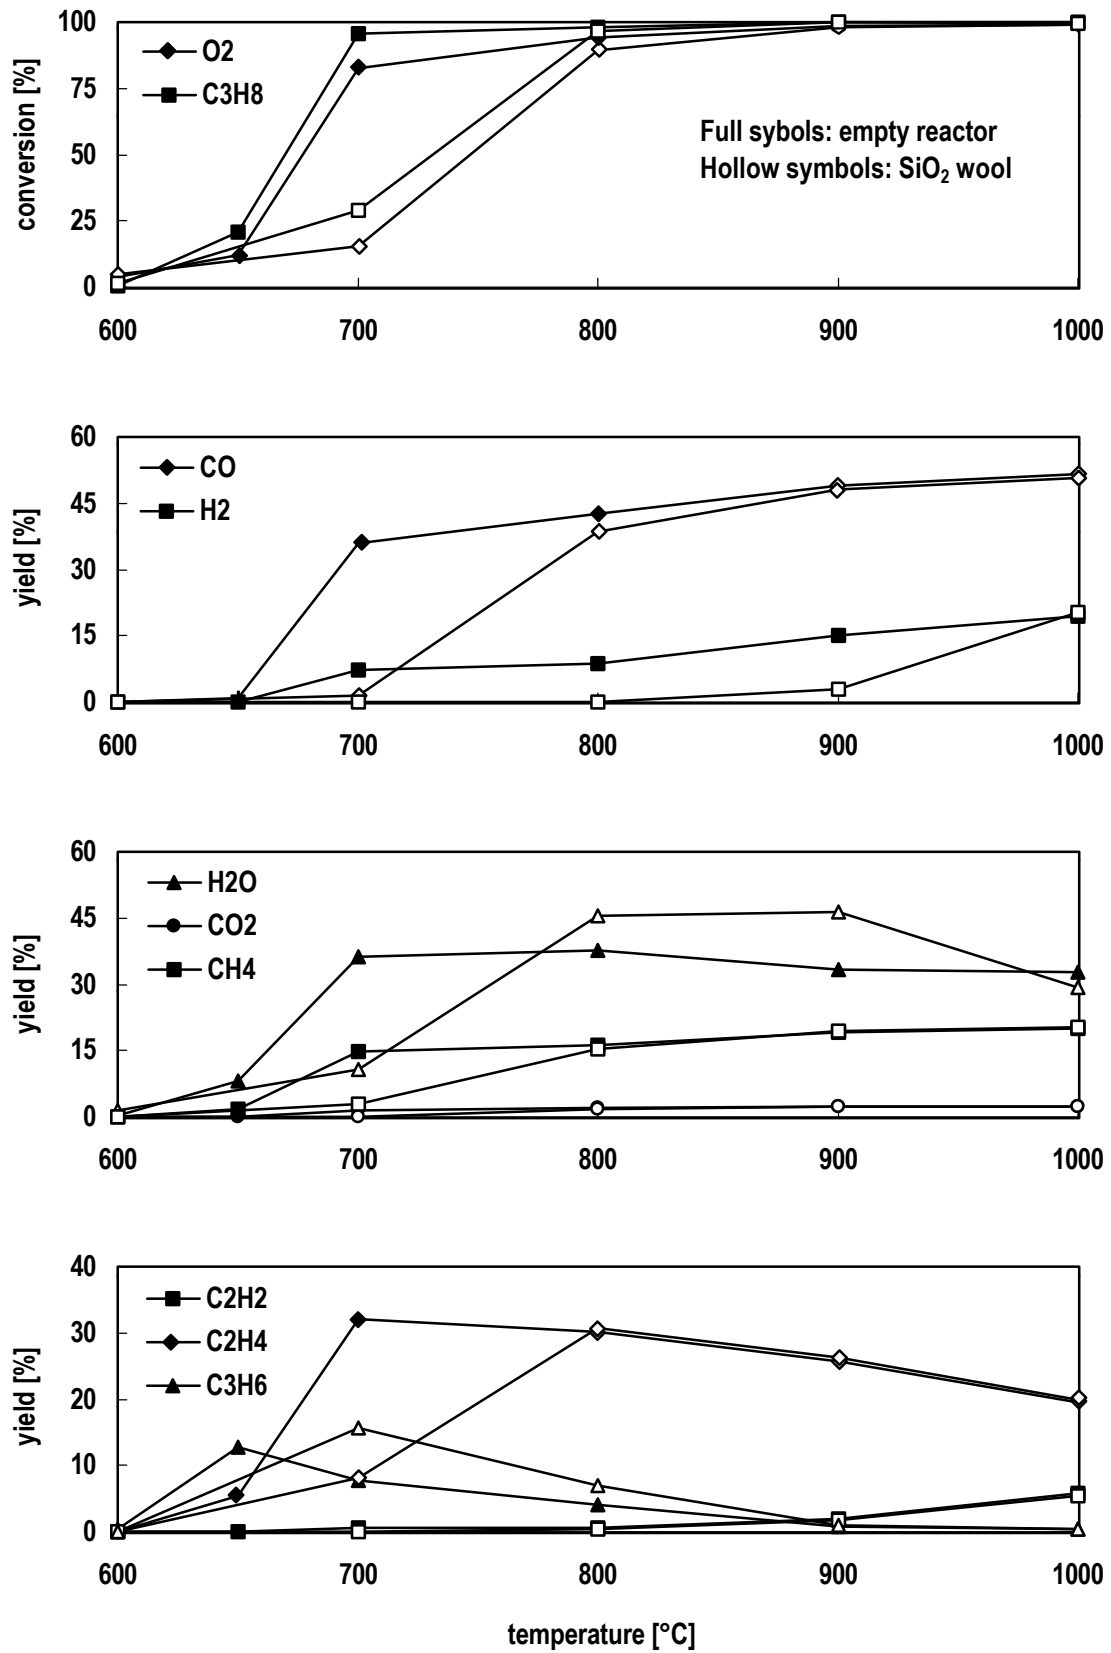 100
75
50
25
0
conversion [%]
O2
C3H8
Full sybols: empty reactor
Hollow symbols: SiO₂ wool
600 700 800 900 1000
60
45
30
15
0
yield [%]
CO
H2
600 700 800 900 1000
60
45
30
15
0
yield [%]
H2O
CO2
CH4
600 700 800 900 1000
40
30
20
10
0
yield [%]
C2H2
C2H4
C3H6
600 700 800 900 1000
temperature [°C]